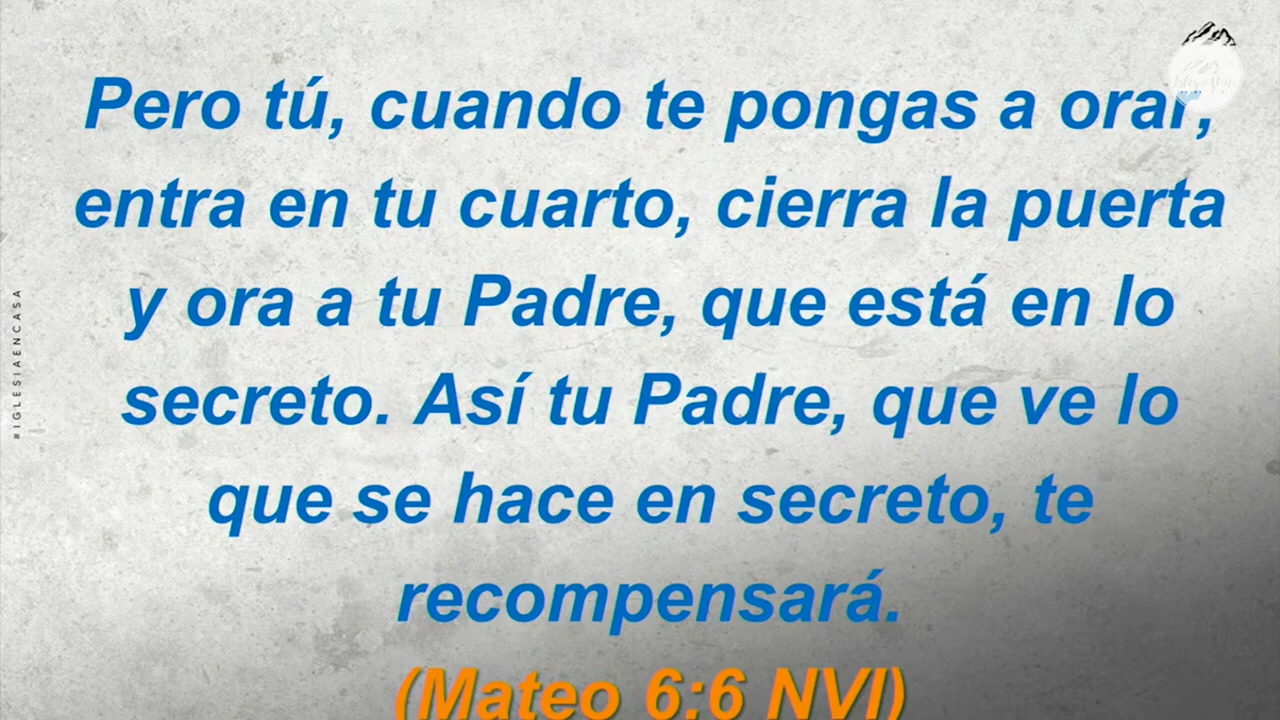 Pero tú, cuando te pongas a orar,
entra en tu cuarto, cierra la puerta
y ora a tu Padre, que está en lo
secreto. Así tu Padre, que ve lo
que se hace en secreto, te
recompensará.
(Mateo 6:6 NVI)
#IGLESIAENCASA